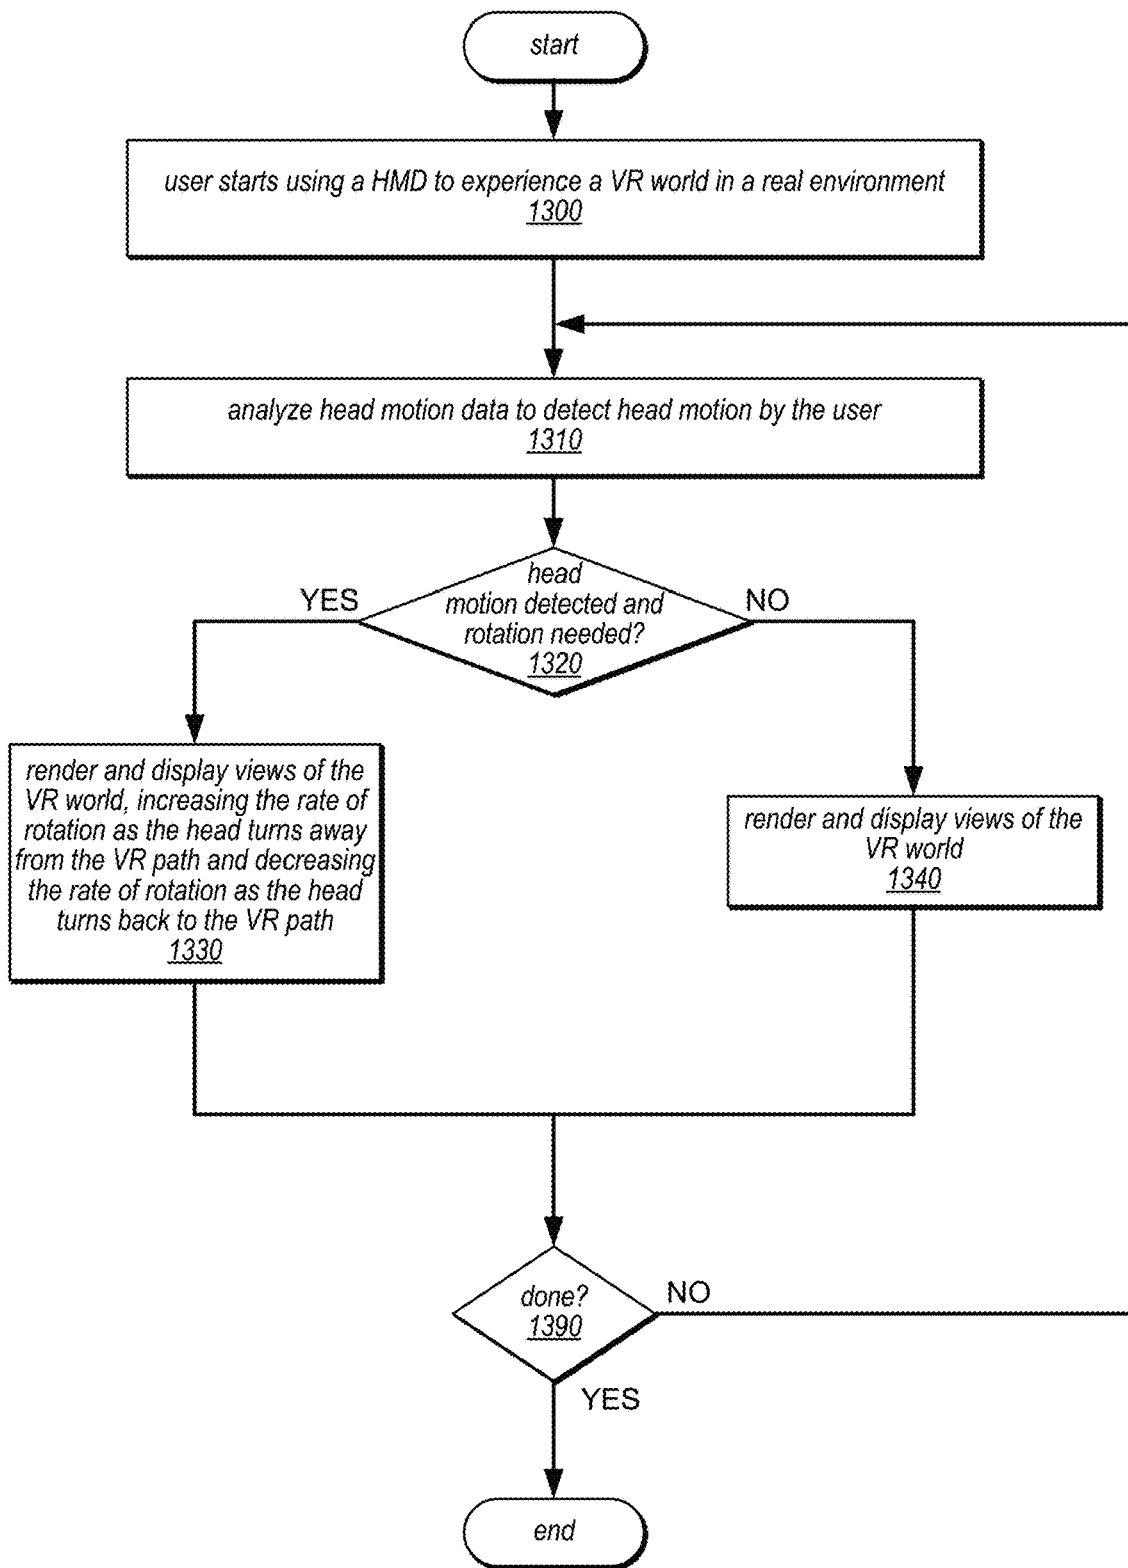 start
user starts using a HMD to experience a VR world in a real environment
1300
analyze head motion data to detect head motion by the user
1310
head
motion detected and
rotation needed?
1320
YES
NO
render and display views of the
VR world, increasing the rate of
rotation as the head turns away
from the VR path and decreasing
the rate of rotation as the head
turns back to the VR path
1330
render and display views of the
VR world
1340
done?
1390
NO
YES
end